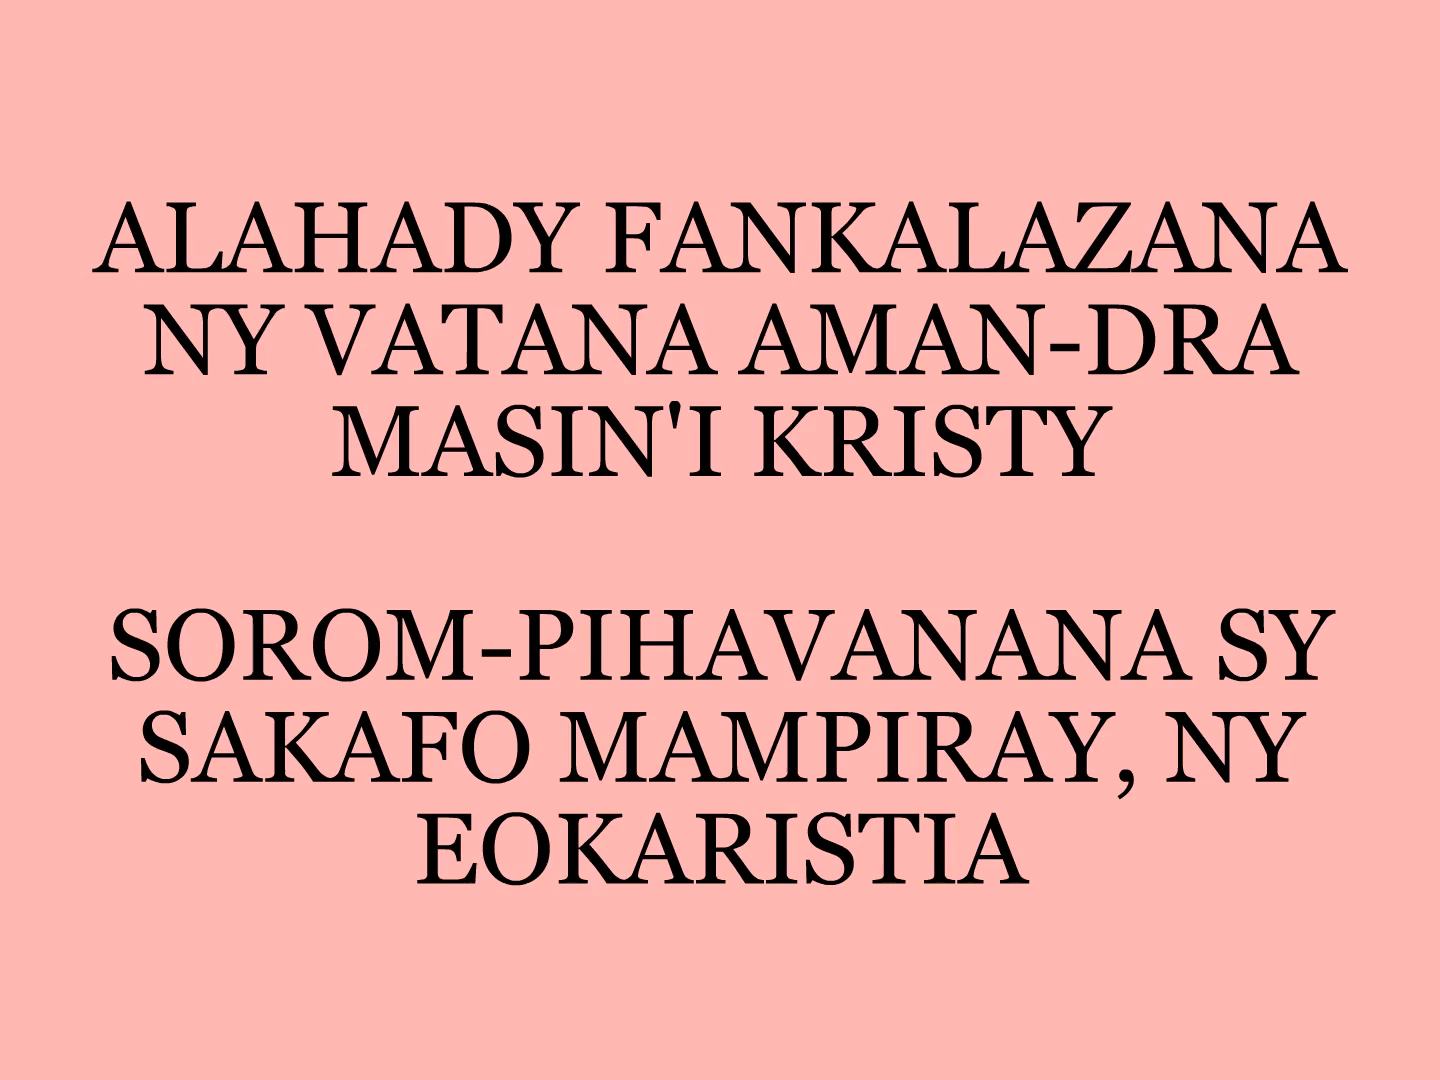 ALAHADY FANKALAZANA
NY VATANA AMAN-DRA
MASIN'I KRISTY
SOROM-PIHAVANANA SY
SAKAFO MAMPIRAY, NY
EOKARISTIA